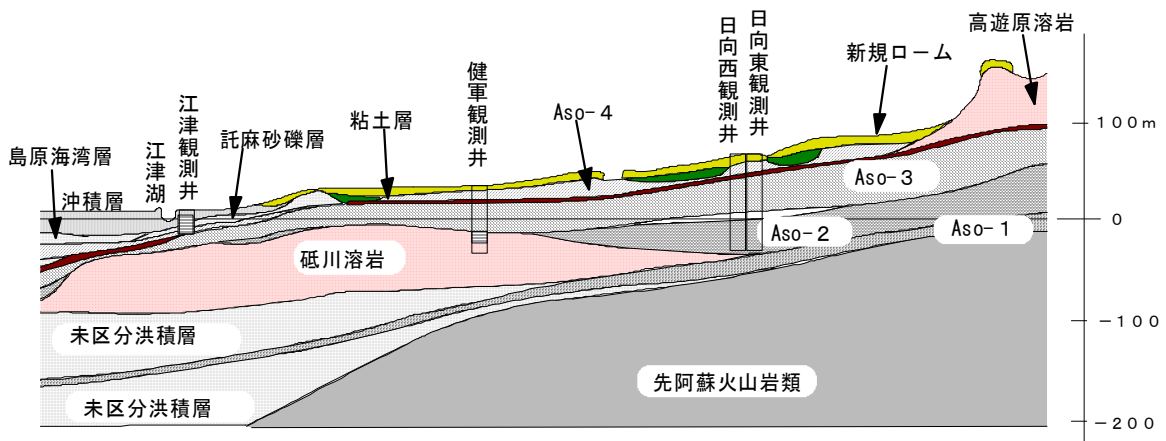 高遊原溶岩
新規ローム
日向東観測井
日向西観測井
健軍観測井
Aso-4
粘土層
託麻砂礫層
江津観測井
江津湖
島原海湾層
沖積層
100m
Aso-3
0
Aso-1
Aso-2
砥川溶岩
-100
未区分洪積層
先阿蘇火山岩類
未区分洪積層
-200